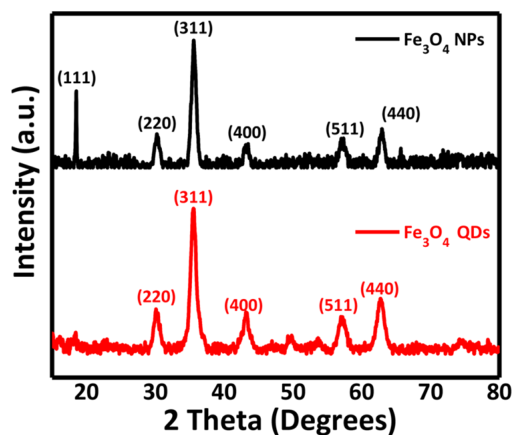 Intensity (a.u.)
(311)
Fe3O4 NPs
(111)
(220)
(400)
(511)
(440)
(311)
Fe3O4 QDs
(220)
(400)
(511)
(440)
20 30 40 50 60 70 80
2 Theta (Degrees)